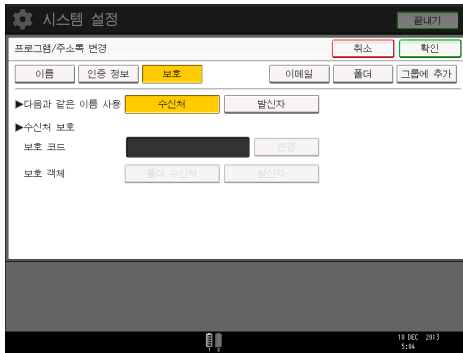 시스템 설정 끝내기
프로그램/주소록 변경 취소 확인
이름 인증 정보 보호 이메일 폴더 그룹에 추가
▶다음과 같은 이름 사용 수신처 발신자
▶수신처 보호
보호 코드 변경
보호 객체 폴더 수신처 발신자
1 2
10 DEC 2013
5:04